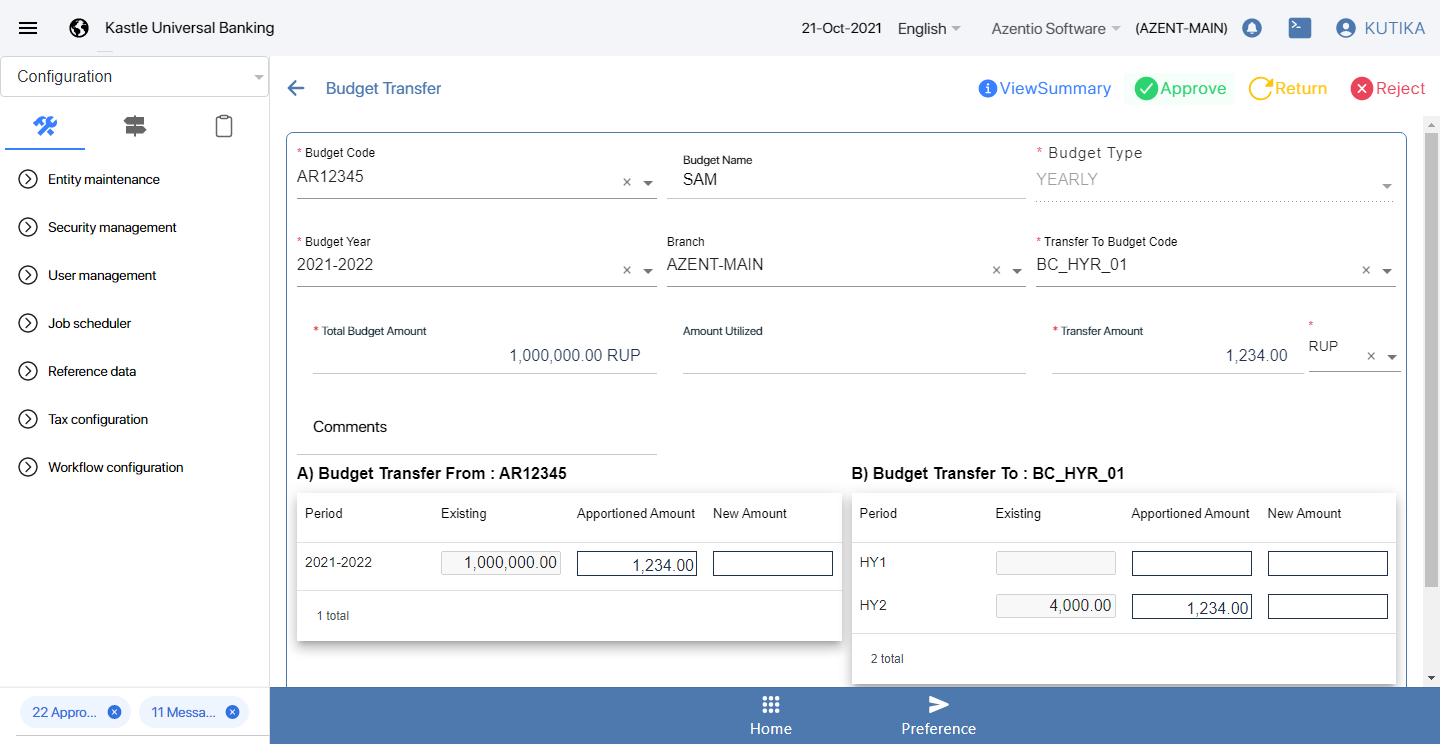 Kastle Universal Banking
21-Oct-2021 English Azentio Software (AZENT-MAIN) KUTIKA
Configuration
Budget Transfer
ViewSummary Approve Return Reject
Entity maintenance
Security management
User management
Job scheduler
Reference data
Tax configuration
Workflow configuration
22 Appro...
11 Messa...
* Budget Code
AR12345
Budget Name
SAM
* Budget Type
YEARLY
* Budget Year
2021-2022
Branch
AZENT-MAIN
* Transfer To Budget Code
BC_HYR_01
* Total Budget Amount
1,000,000.00 RUP
Amount Utilized
* Transfer Amount
1,234.00
*
RUP
Comments
A) Budget Transfer From : AR12345
Period Existing Apportioned Amount New Amount
2021-2022 1,000,000.00 1,234.00
1 total
B) Budget Transfer To : BC_HYR_01
Period Existing Apportioned Amount New Amount
HY1
HY2 4,000.00 1,234.00
2 total
Home
Preference